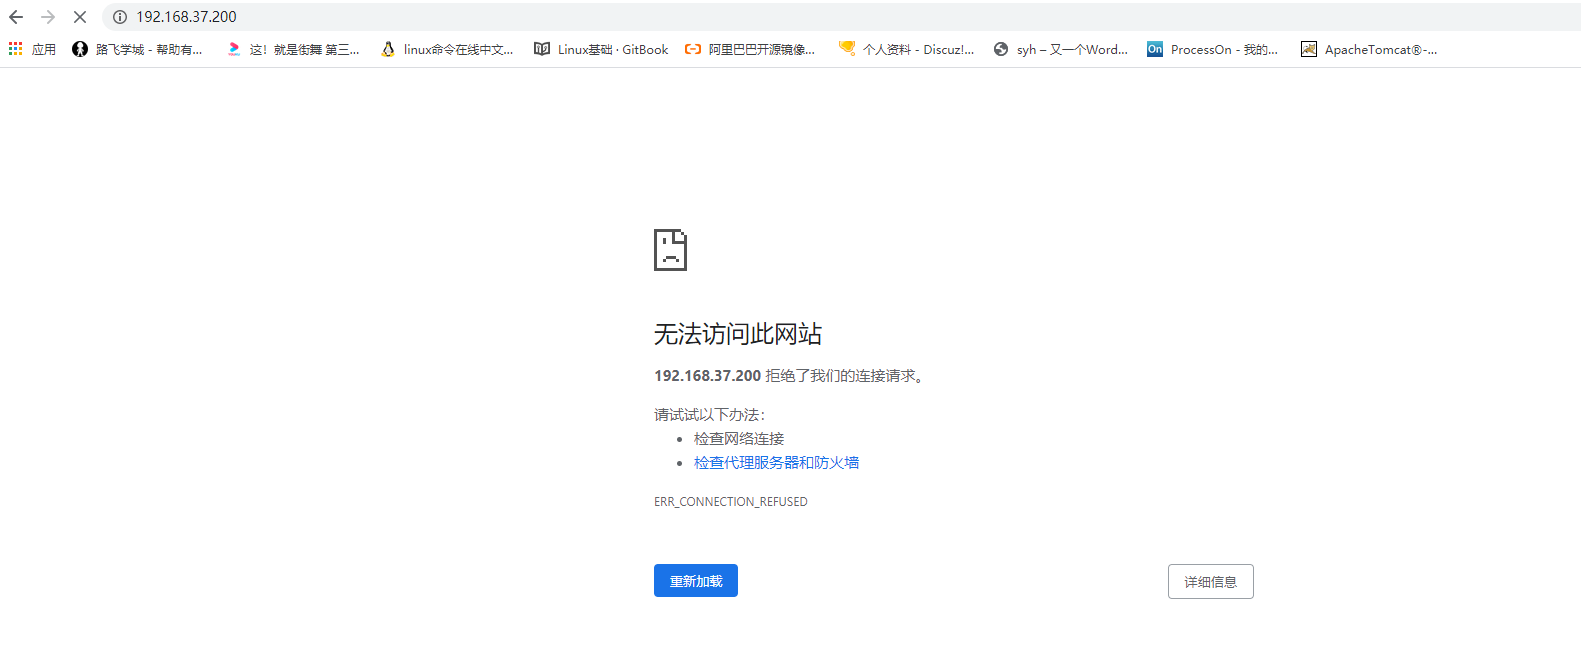 192.168.37.200
应用 路飞学城 - 帮助有... 这！就是街舞 第三... linux命令在线中文... Linux基础 · GitBook 阿里巴巴开源镜像... 个人资料 - Discuz!... syh – 又一个Word... On ProcessOn - 我的... ApacheTomcat®-...
无法访问此网站
192.168.37.200 拒绝了我们的连接请求。
请试试以下办法：
• 检查网络连接
• 检查代理服务器和防火墙
ERR_CONNECTION_REFUSED
重新加载 详细信息